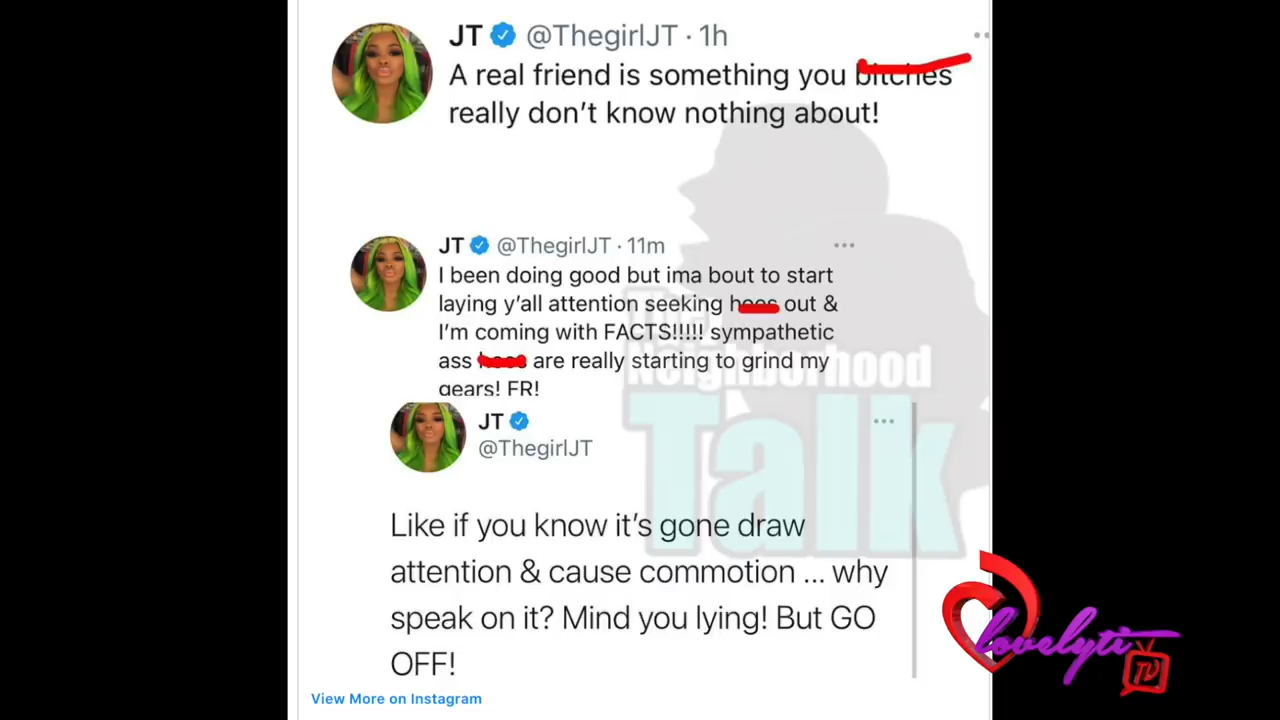 JT @ThegirlJT · 1h
A real friend is something you bitches
really don't know nothing about!
JT @ThegirlJT · 11m
I been doing good but ima bout to start
laying y'all attention seeking hoes out &
I'm coming with FACTS!!!!! sympathetic
ass hoes are really starting to grind my
gears! FR!
JT
@ThegirlJT
Like if you know it's gone draw
attention & cause commotion ... why
speak on it? Mind you lying! But GO
OFF!
The
Neighborhood
Talk
View More on Instagram
lovelyti
TV